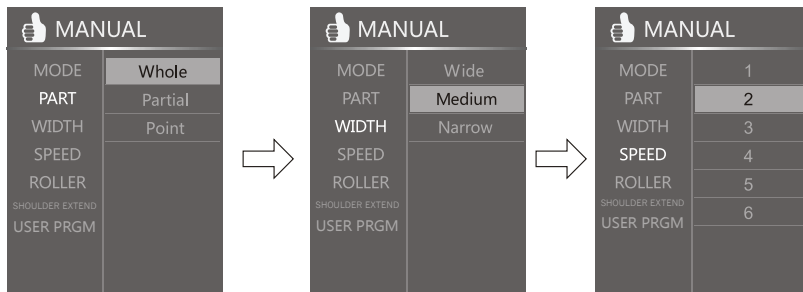 MANUAL
MODE
PART
WIDTH
SPEED
ROLLER
SHOULDER EXTEND
USER PRGM
Whole
Partial
Point
MANUAL
MODE
PART
WIDTH
SPEED
ROLLER
SHOULDER EXTEND
USER PRGM
Wide
Medium
Narrow
MANUAL
MODE
PART
WIDTH
SPEED
ROLLER
SHOULDER EXTEND
USER PRGM
1
2
3
4
5
6